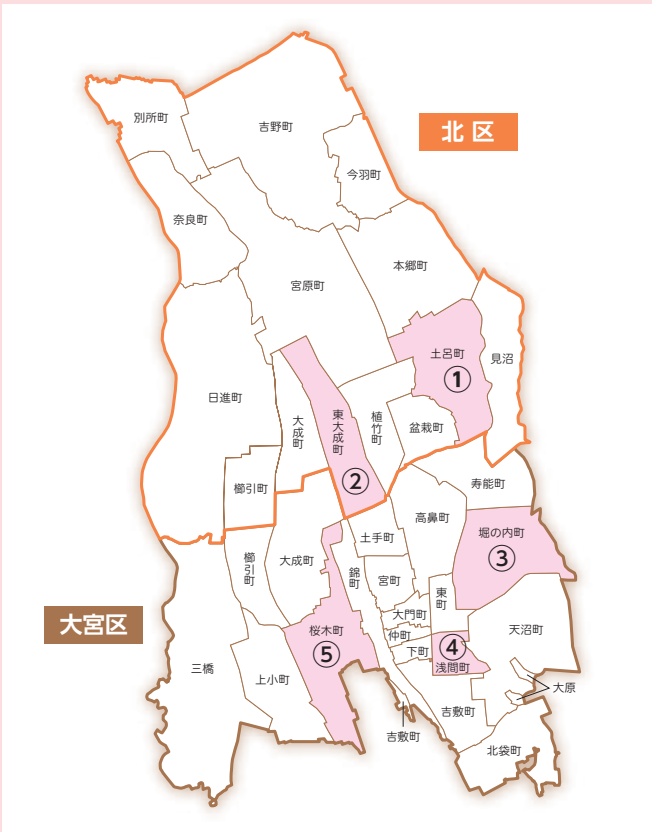 北区
別所町
吉野町
今羽町
奈良町
本郷町
宮原町
土呂町
①
見沼
日進町
大成町
東大成町
②
植竹町
盆栽町
櫛引町
寿能町
高鼻町
堀の内町
③
土手町
大成町
櫛引町
錦町
宮町
東町
大門町
仲町
下町
④
浅間町
天沼町
大宮区
桜木町
⑤
三橋
上小町
大原
吉敷町
吉敷町
北袋町